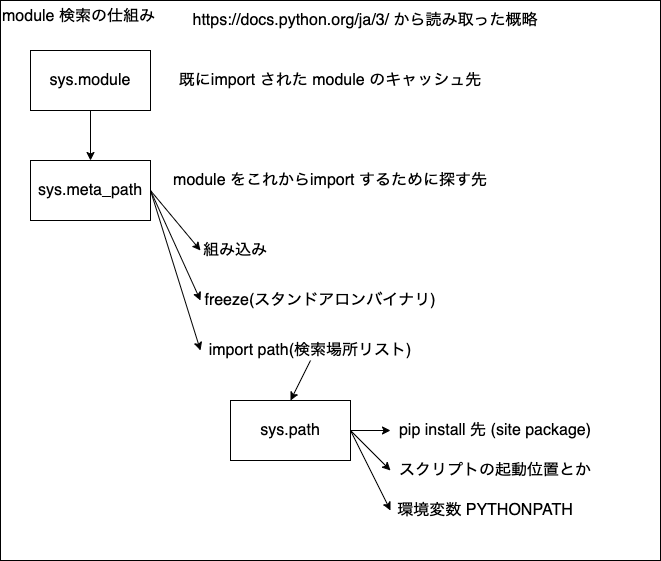 module 検索の仕組み
https://docs.python.org/ja/3/ から読み取った概略
sys.module
既にimport された module のキャッシュ先
sys.meta_path
module をこれからimport するために探す先
組み込み
freeze(スタンドアロンバイナリ)
import path(検索場所リスト)
sys.path
pip install 先 (site package)
スクリプトの起動位置とか
環境変数 PYTHONPATH